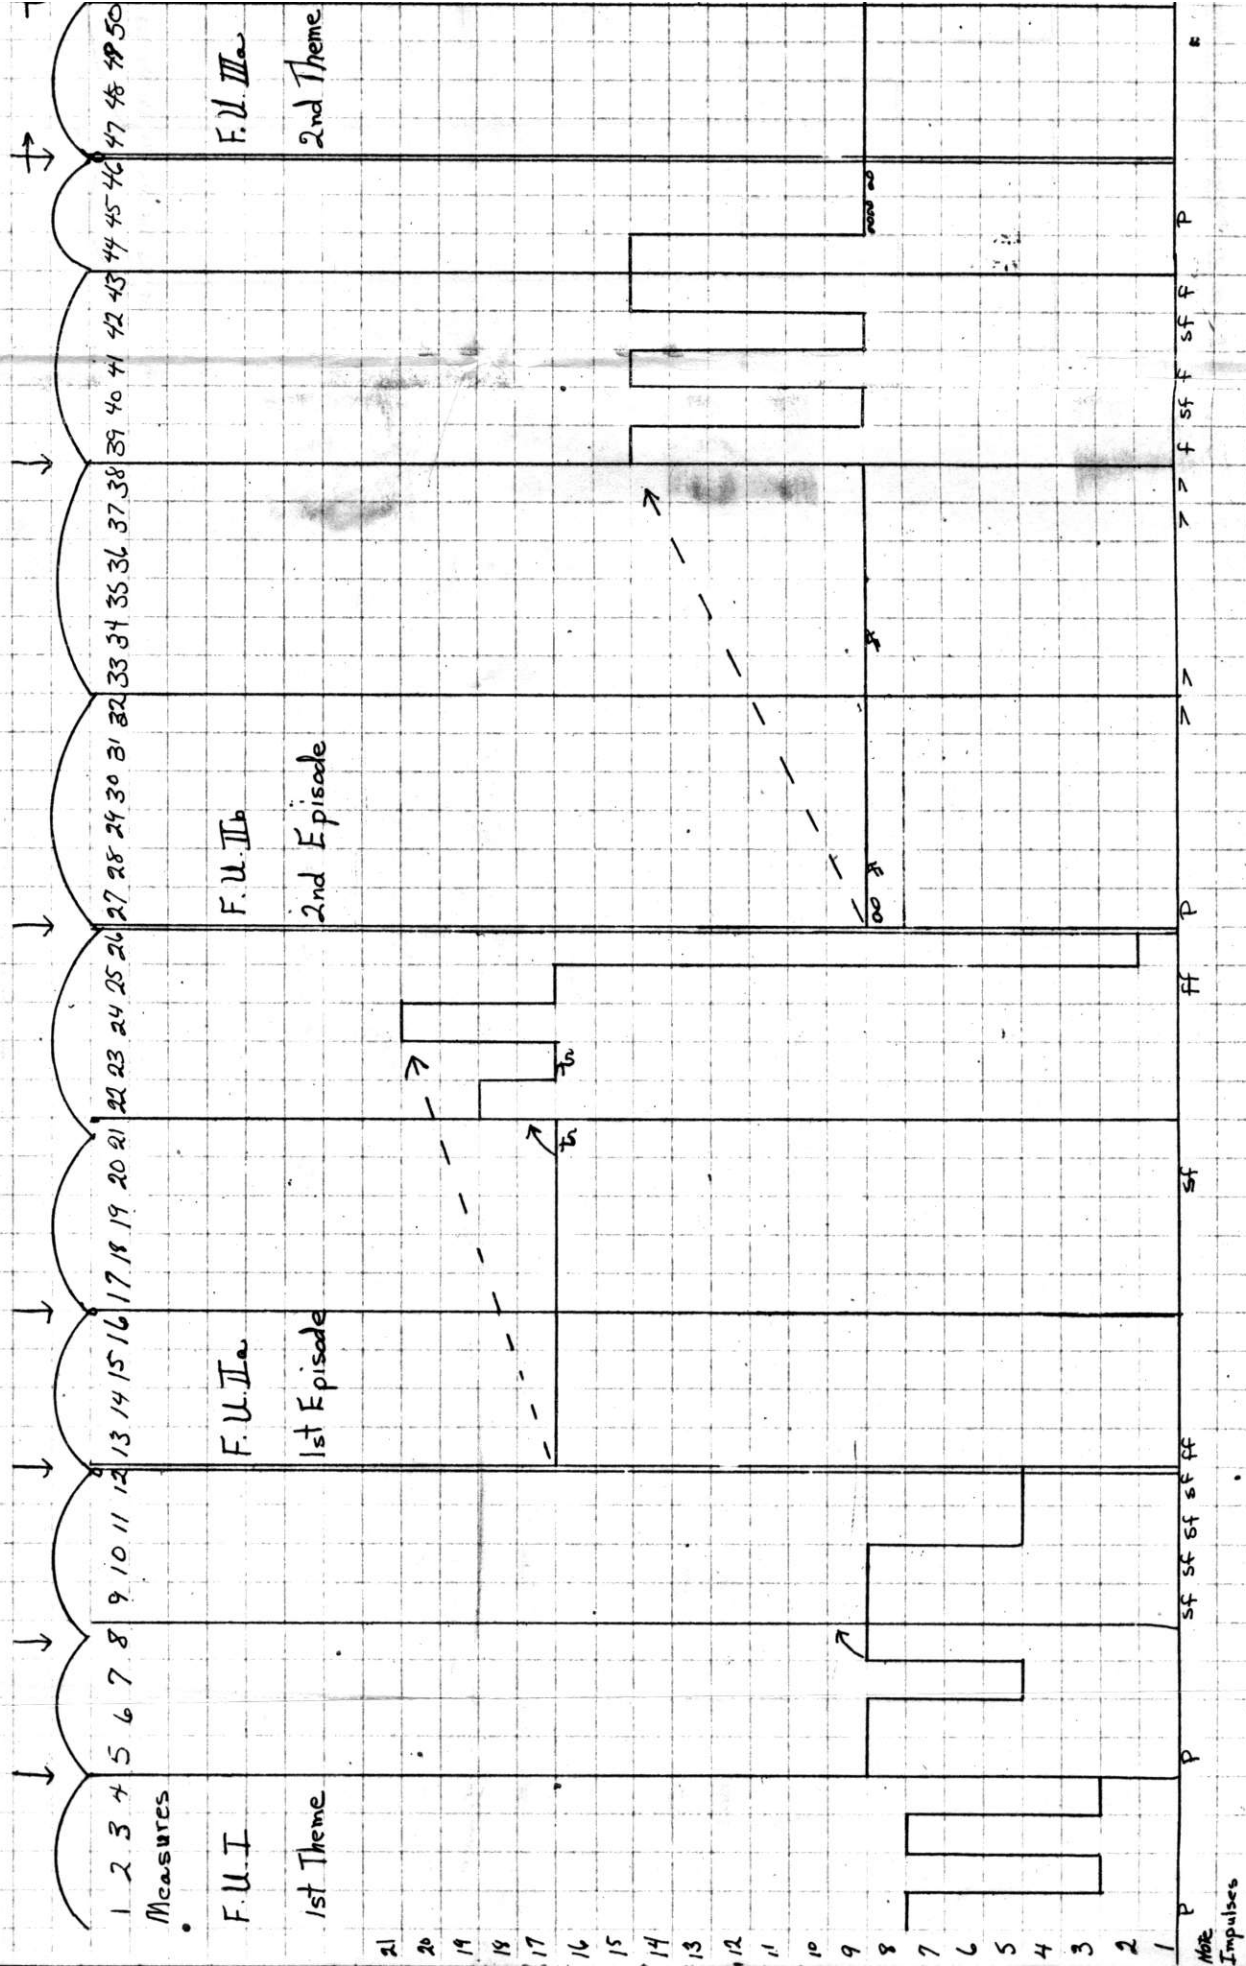 1 2 3 4 5 6 7 8 9 10 11 12 13 14 15 16 17 18 19 20 21 22 23 24 25 26 27 28 29 30 31 32 33 34 35 36 37 38 39 40 41 42 43 44 45 46 47 48 49 50
Measures
F.U. I
F.U. IIa
F.U. IIb
F.U. IIIa
1st Theme
1st Episode
2nd Episode
2nd Theme
21
20
19
18
17
16
15
14
13
12
11
10
9
8
7
6
5
4
3
2
1
P P sf sf sf sf ff sf ff P > > > > f sf f sf f P
Note
Impulses